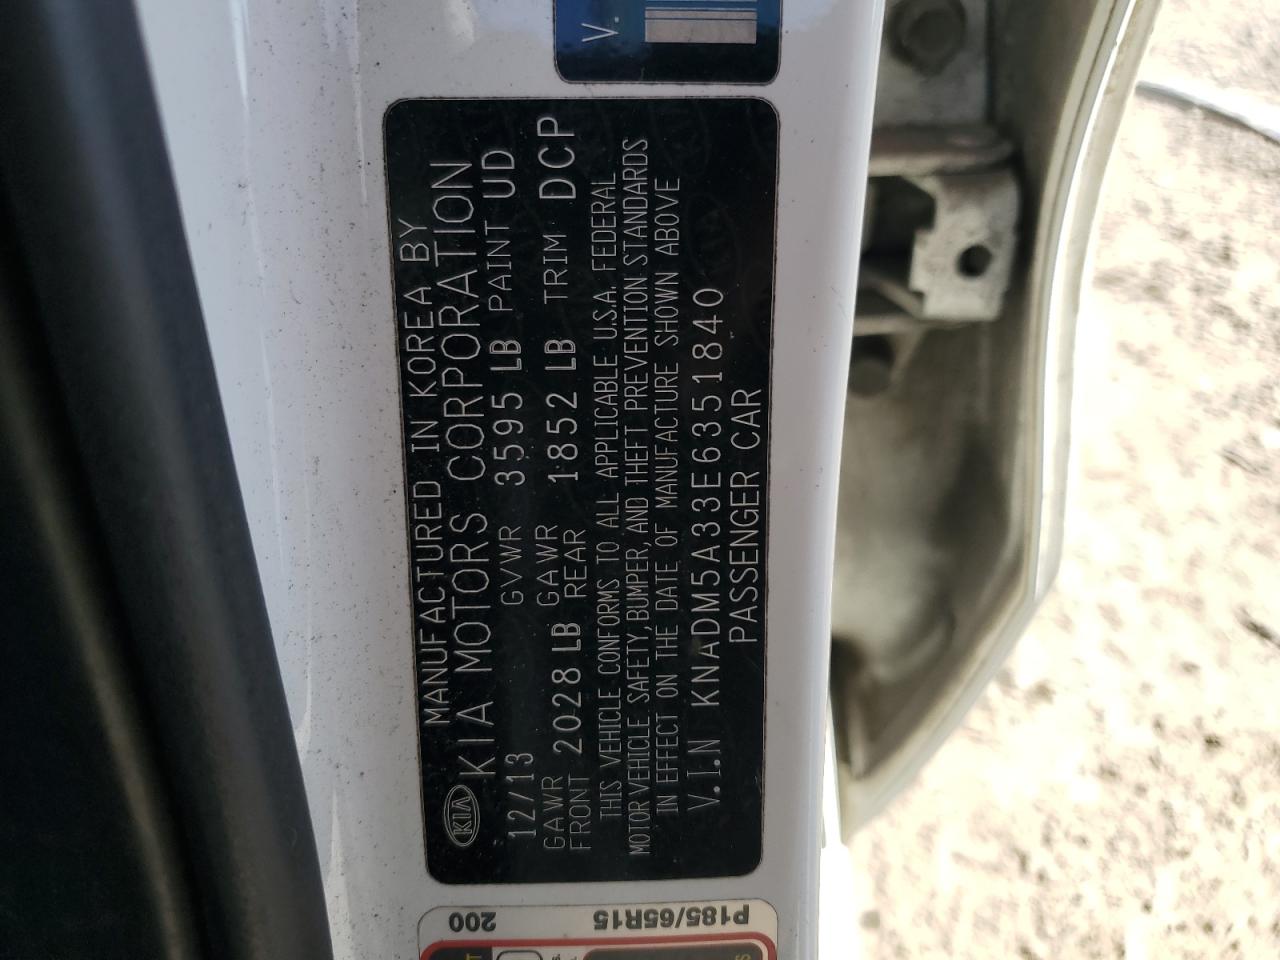 V.
KIA MANUFACTURED IN KOREA BY
KIA MOTORS CORPORATION
12/13 GVWR 3595 LB PAINT UD
GAWR FRONT 2028 LB GAWR REAR 1852 LB TRIM DCP
THIS VEHICLE CONFORMS TO ALL APPLICABLE U.S.A. FEDERAL
MOTOR VEHICLE SAFETY, BUMPER, AND THEFT PREVENTION STANDARDS
IN EFFECT ON THE DATE OF MANUFACTURE SHOWN ABOVE
V.I.N KNADM5A33E6351840
PASSENGER CAR
P185/65R15
200